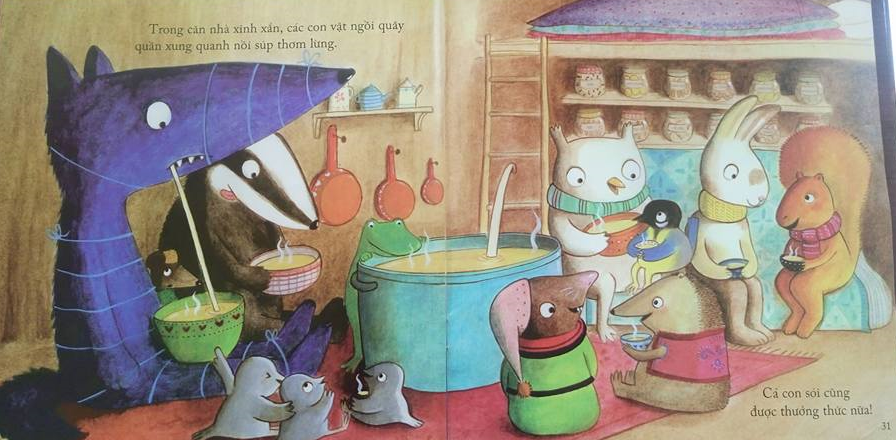 Trong căn nhà xinh xắn, các con vật ngồi quây
quần xung quanh nồi súp thơm lừng.
Cả con sói cũng
được thưởng thức nữa!
31